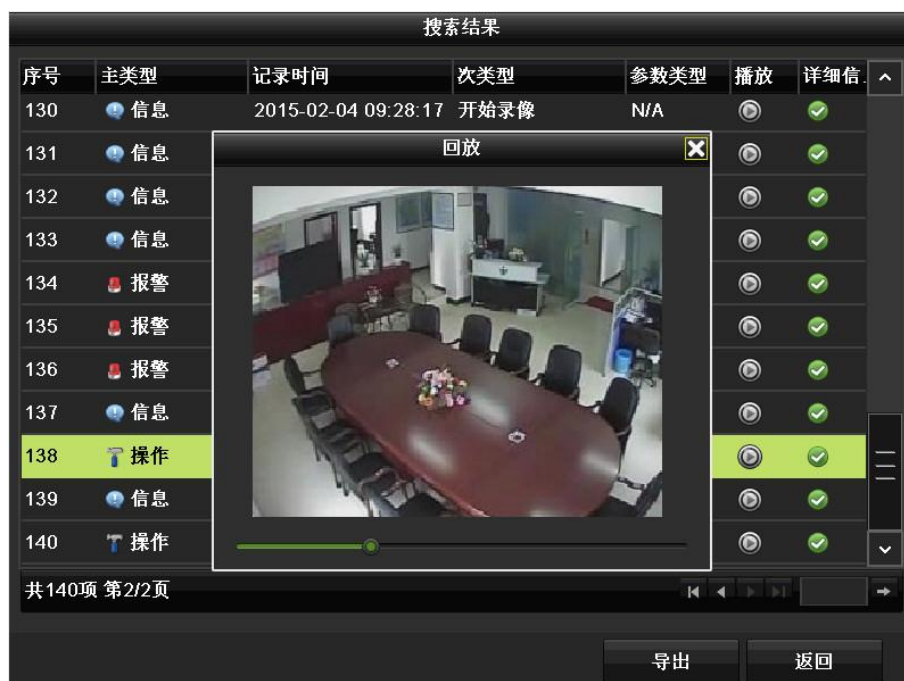 搜索结果
序号 主类型 记录时间 次类型 参数类型 播放 详细信.
130 信息 2015-02-04 09:28:17 开始录像 N/A
131 信息
回放
132 信息
133 信息
134 报警
135 报警
136 报警
137 信息
138 操作
139 信息
140 操作
共140项 第2/2页
导出 返回